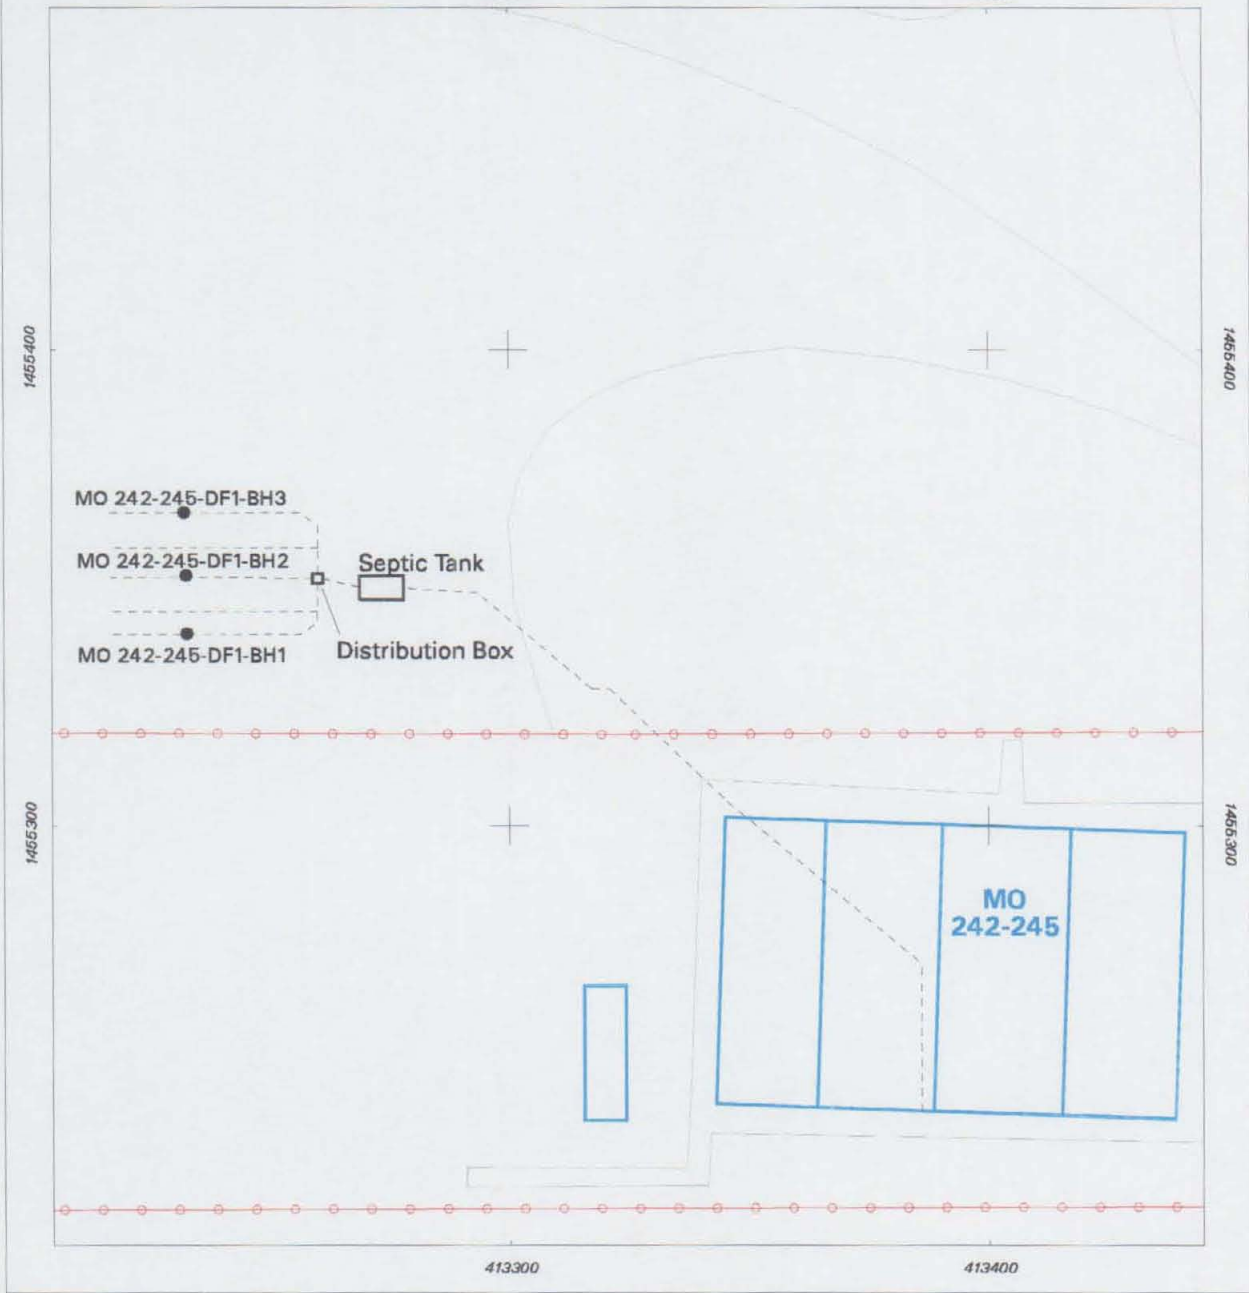 1455400
1455400
MO 242-245-DF1-BH3
MO 242-245-DF1-BH2
Septic Tank
Distribution Box
MO 242-245-DF1-BH1
1455300
1455300
MO
242-245
413300
413400